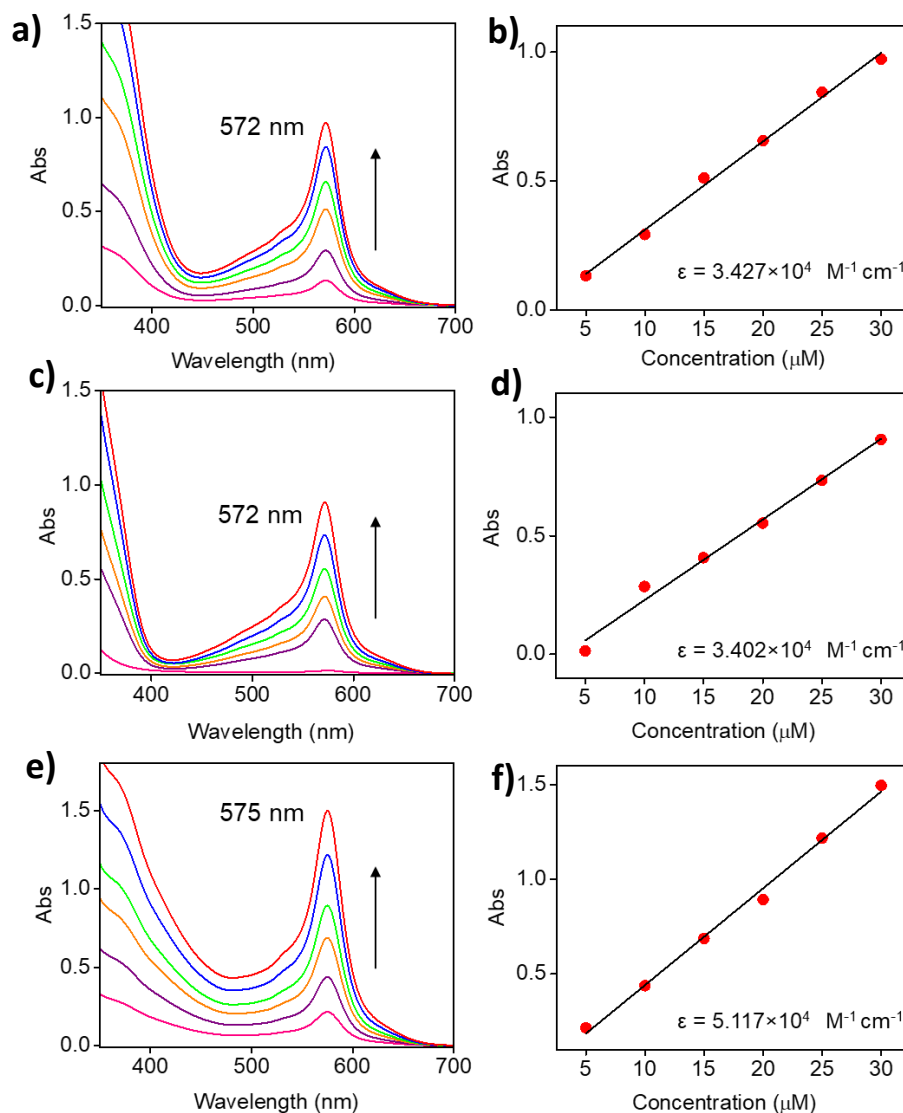 a)
1.5
1.0
0.5
0.0
Abs
572 nm
400 500 600 700
Wavelength (nm)
b)
1.0
0.5
0.0
Abs
ε = 3.427×10⁴ M⁻¹ cm⁻¹
5 10 15 20 25 30
Concentration (μM)
c)
1.5
1.0
0.5
0.0
Abs
572 nm
400 500 600 700
Wavelength (nm)
d)
1.0
0.5
0.0
Abs
ε = 3.402×10⁴ M⁻¹ cm⁻¹
5 10 15 20 25 30
Concentration (μM)
e)
1.5
1.0
0.5
0.0
Abs
575 nm
400 500 600 700
Wavelength (nm)
f)
1.5
1.0
0.5
Abs
ε = 5.117×10⁴ M⁻¹ cm⁻¹
5 10 15 20 25 30
Concentration (μM)